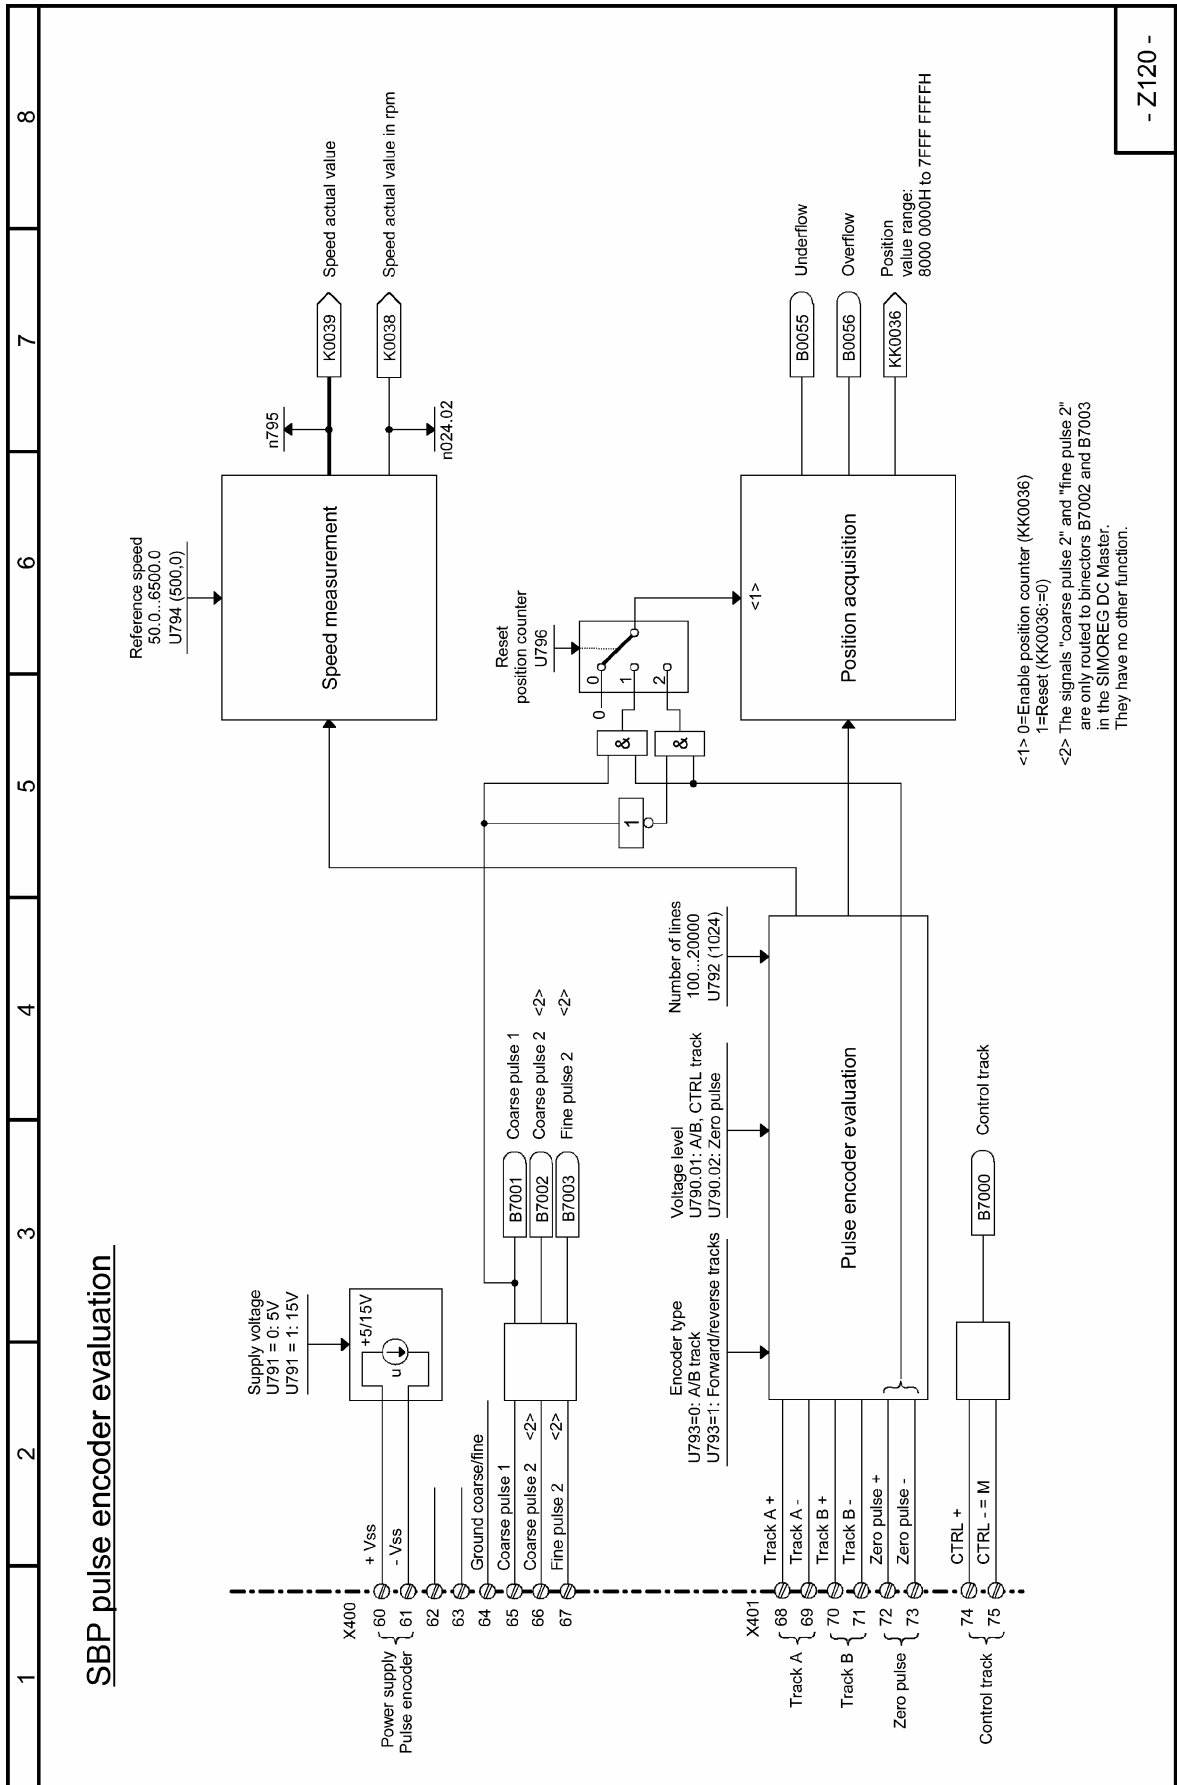 SBP pulse encoder evaluation
1
2
3
4
5
6
7
8
- Z120 -
Power supply
Pulse encoder
X400
60
61
62
63
64
65
66
67
+ Vss
- Vss
Ground coarse/fine
Coarse pulse 1
Coarse pulse 2 <2>
Fine pulse 2 <2>
Supply voltage
U791 = 0: 5V
U791 = 1: 15V
+5/15V
u
B7001
Coarse pulse 1
B7002
Coarse pulse 2 <2>
B7003
Fine pulse 2 <2>
Reference speed
50.0...6500.0
U794 (500,0)
Speed measurement
n795
K0039
Speed actual value
K0038
Speed actual value in rpm
n024.02
Reset
position counter
U796
0
0
1
2
&
&
1
<1>
Position acquisition
B0055
Underflow
B0056
Overflow
KK0036
Position
value range:
8000 0000H to 7FFF FFFFH
X401
68
69
70
71
72
73
74
75
Track A
Track B
Zero pulse
Control track
Track A +
Track A -
Track B +
Track B -
Zero pulse +
Zero pulse -
CTRL +
CTRL - = M
Encoder type
U793=0: A/B track
U793=1: Forward/reverse tracks
Voltage level
U790.01: A/B, CTRL track
U790.02: Zero pulse
Number of lines
100...20000
U792 (1024)
Pulse encoder evaluation
B7000
Control track
<1> 0=Enable position counter (KK0036)
1=Reset (KK0036:=0)
<2> The signals "coarse pulse 2" and "fine pulse 2"
are only routed to binectors B7002 and B7003
in the SIMOREG DC Master.
They have no other function.